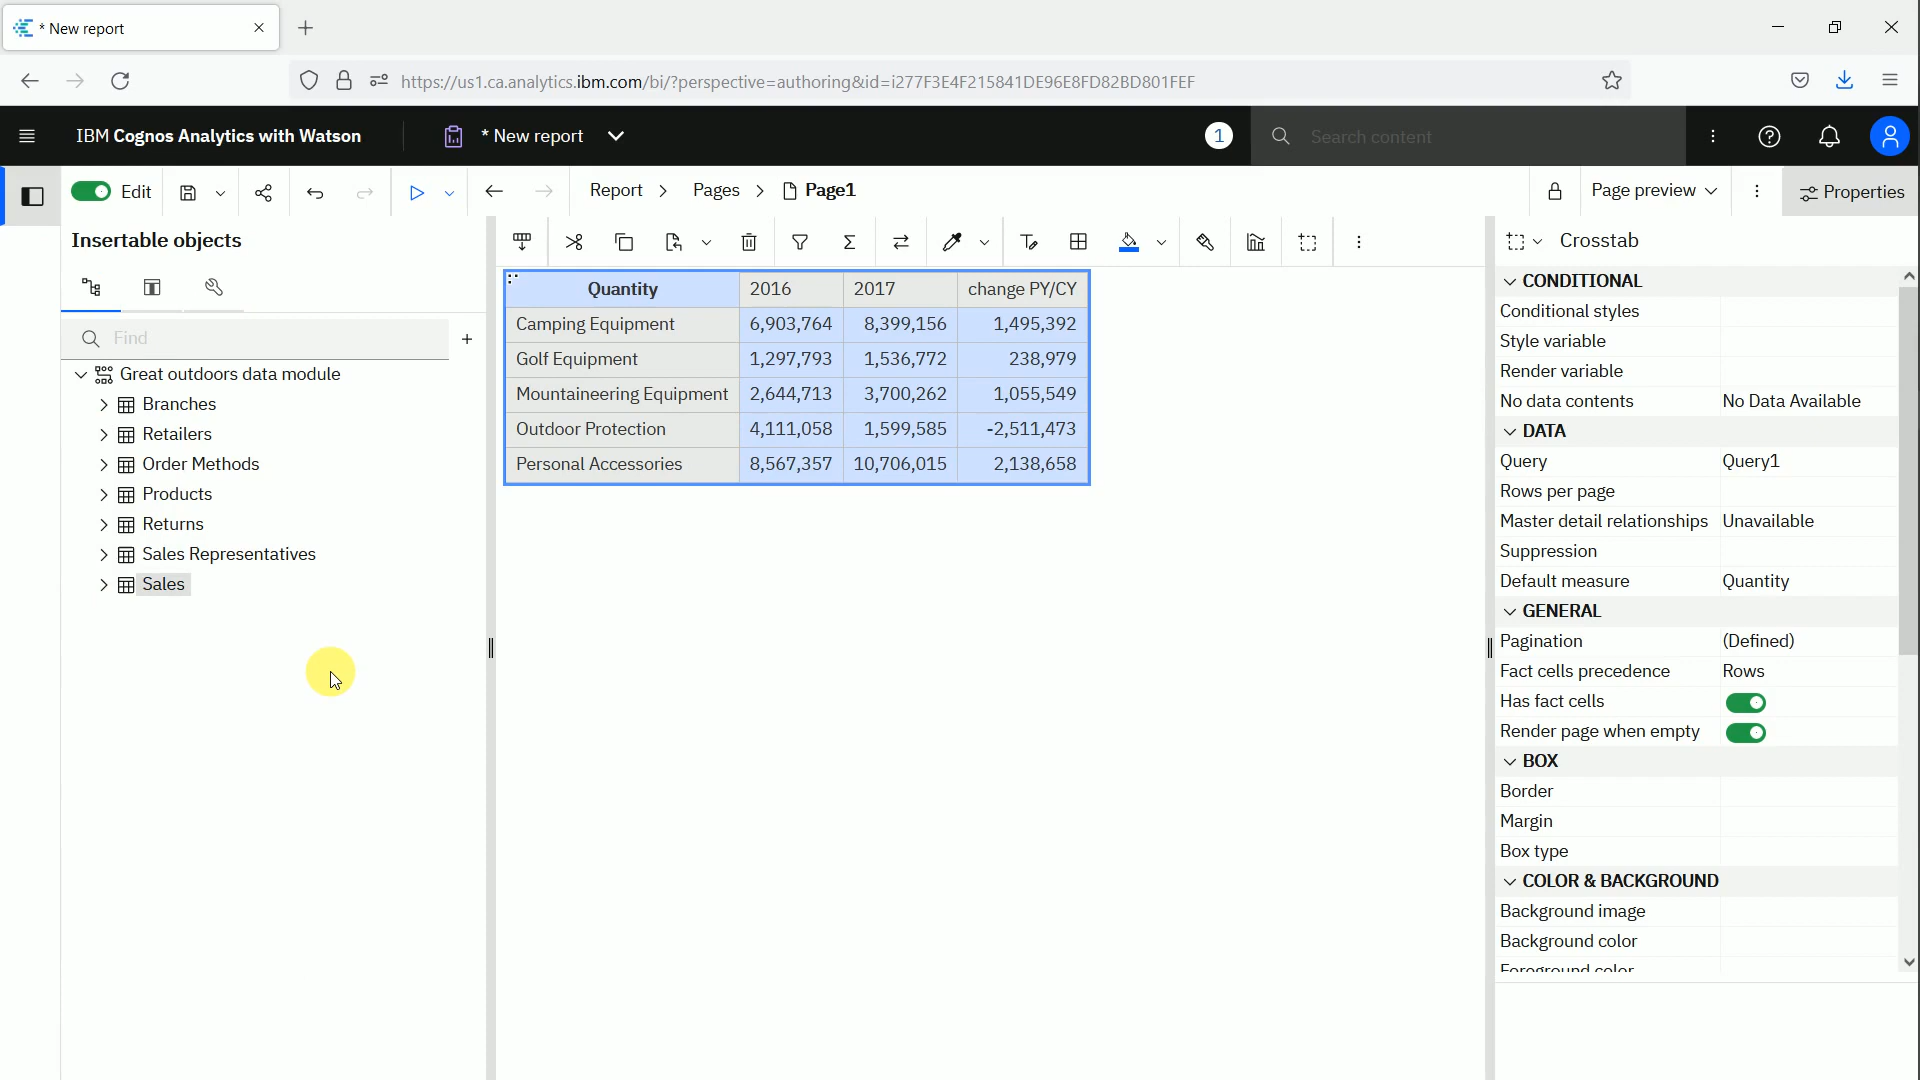 * New report
https://us1.ca.analytics.ibm.com/bi/?perspective=authoring&id=i277F3E4F215841DE96E8FD82BD801FEF
IBM Cognos Analytics with Watson
* New report
1
Search content
Edit
Report > Pages > Page1
Page preview
Properties
Insertable objects
Find
Great outdoors data module
Branches
Retailers
Order Methods
Products
Returns
Sales Representatives
Sales
Quantity 2016 2017 change PY/CY
Camping Equipment 6,903,764 8,399,156 1,495,392
Golf Equipment 1,297,793 1,536,772 238,979
Mountaineering Equipment 2,644,713 3,700,262 1,055,549
Outdoor Protection 4,111,058 1,599,585 -2,511,473
Personal Accessories 8,567,357 10,706,015 2,138,658
Crosstab
CONDITIONAL
Conditional styles
Style variable
Render variable
No data contents No Data Available
DATA
Query Query1
Rows per page
Master detail relationships Unavailable
Suppression
Default measure Quantity
GENERAL
Pagination (Defined)
Fact cells precedence Rows
Has fact cells
Render page when empty
BOX
Border
Margin
Box type
COLOR & BACKGROUND
Background image
Background color
Foreground color